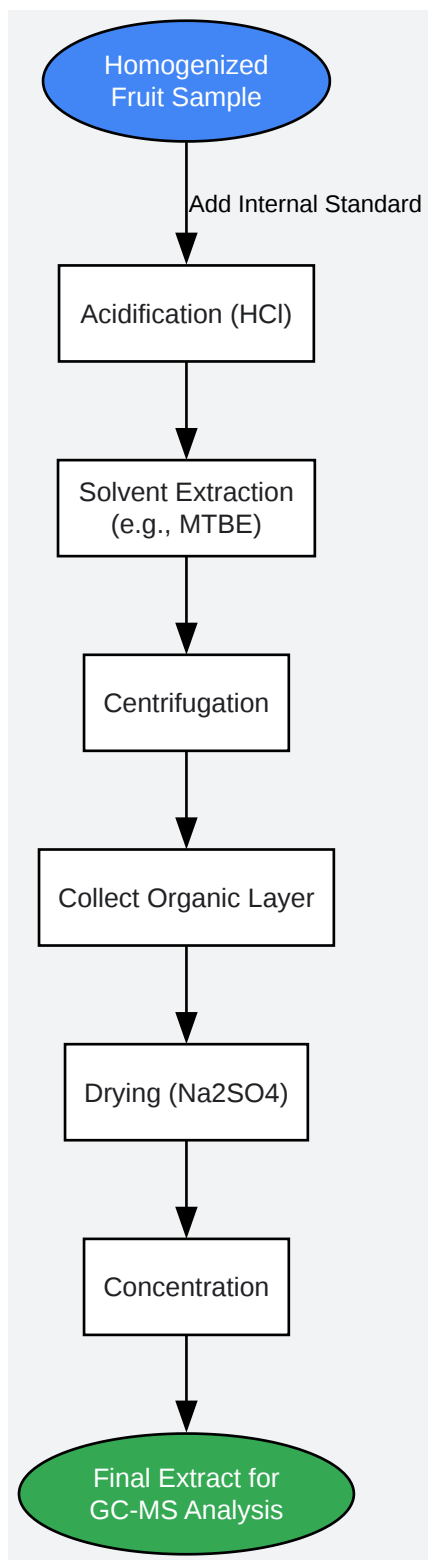 Homogenized
Fruit Sample
Add Internal Standard
Acidification (HCl)
Solvent Extraction
(e.g., MTBE)
Centrifugation
Collect Organic Layer
Drying (Na2SO4)
Concentration
Final Extract for
GC-MS Analysis